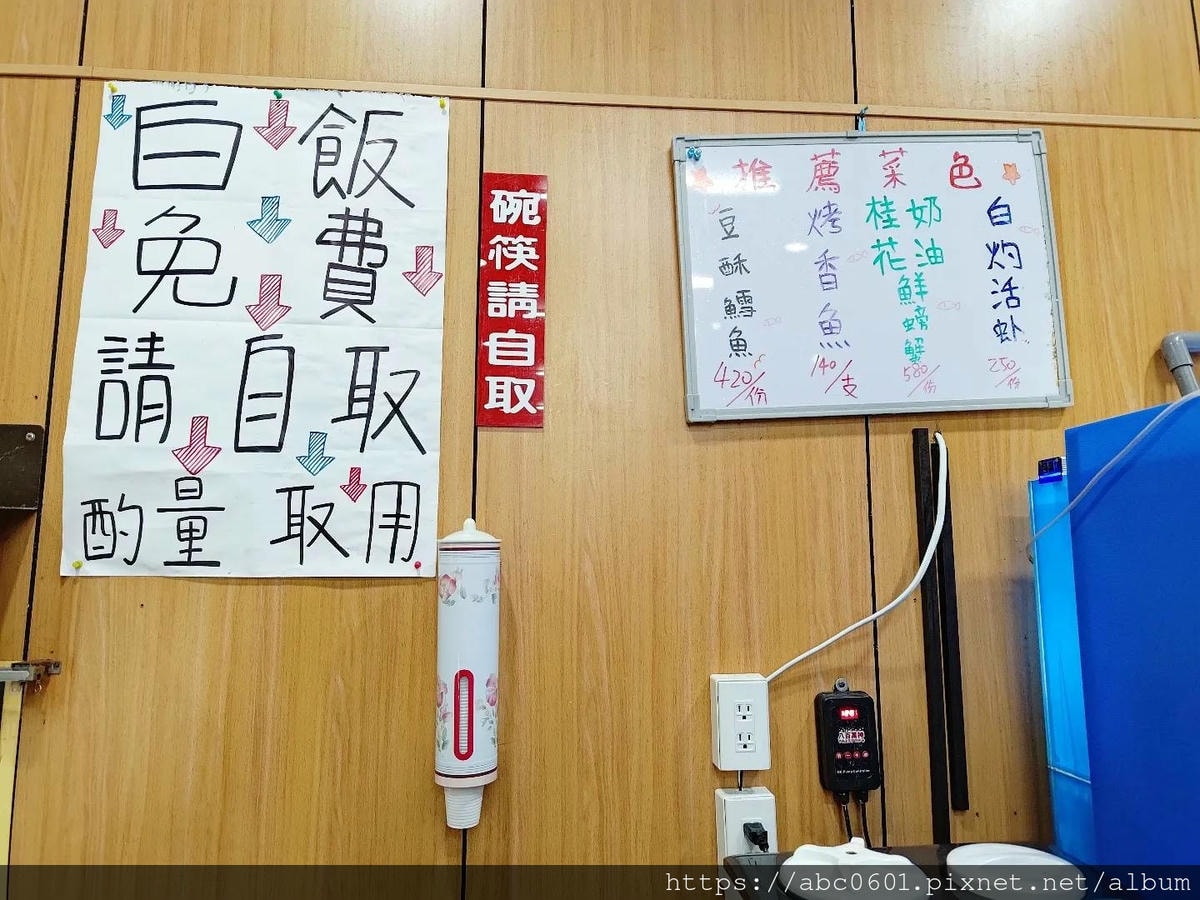 白飯
免費
請自取
酌量取用
碗筷請自取
推薦菜色
豆酥鱈魚
420/份
烤香魚
140/支
桂花
奶油
鮮螃蟹
580/份
白灼活虾
250/份
https://abc0601.pixnet.net/album